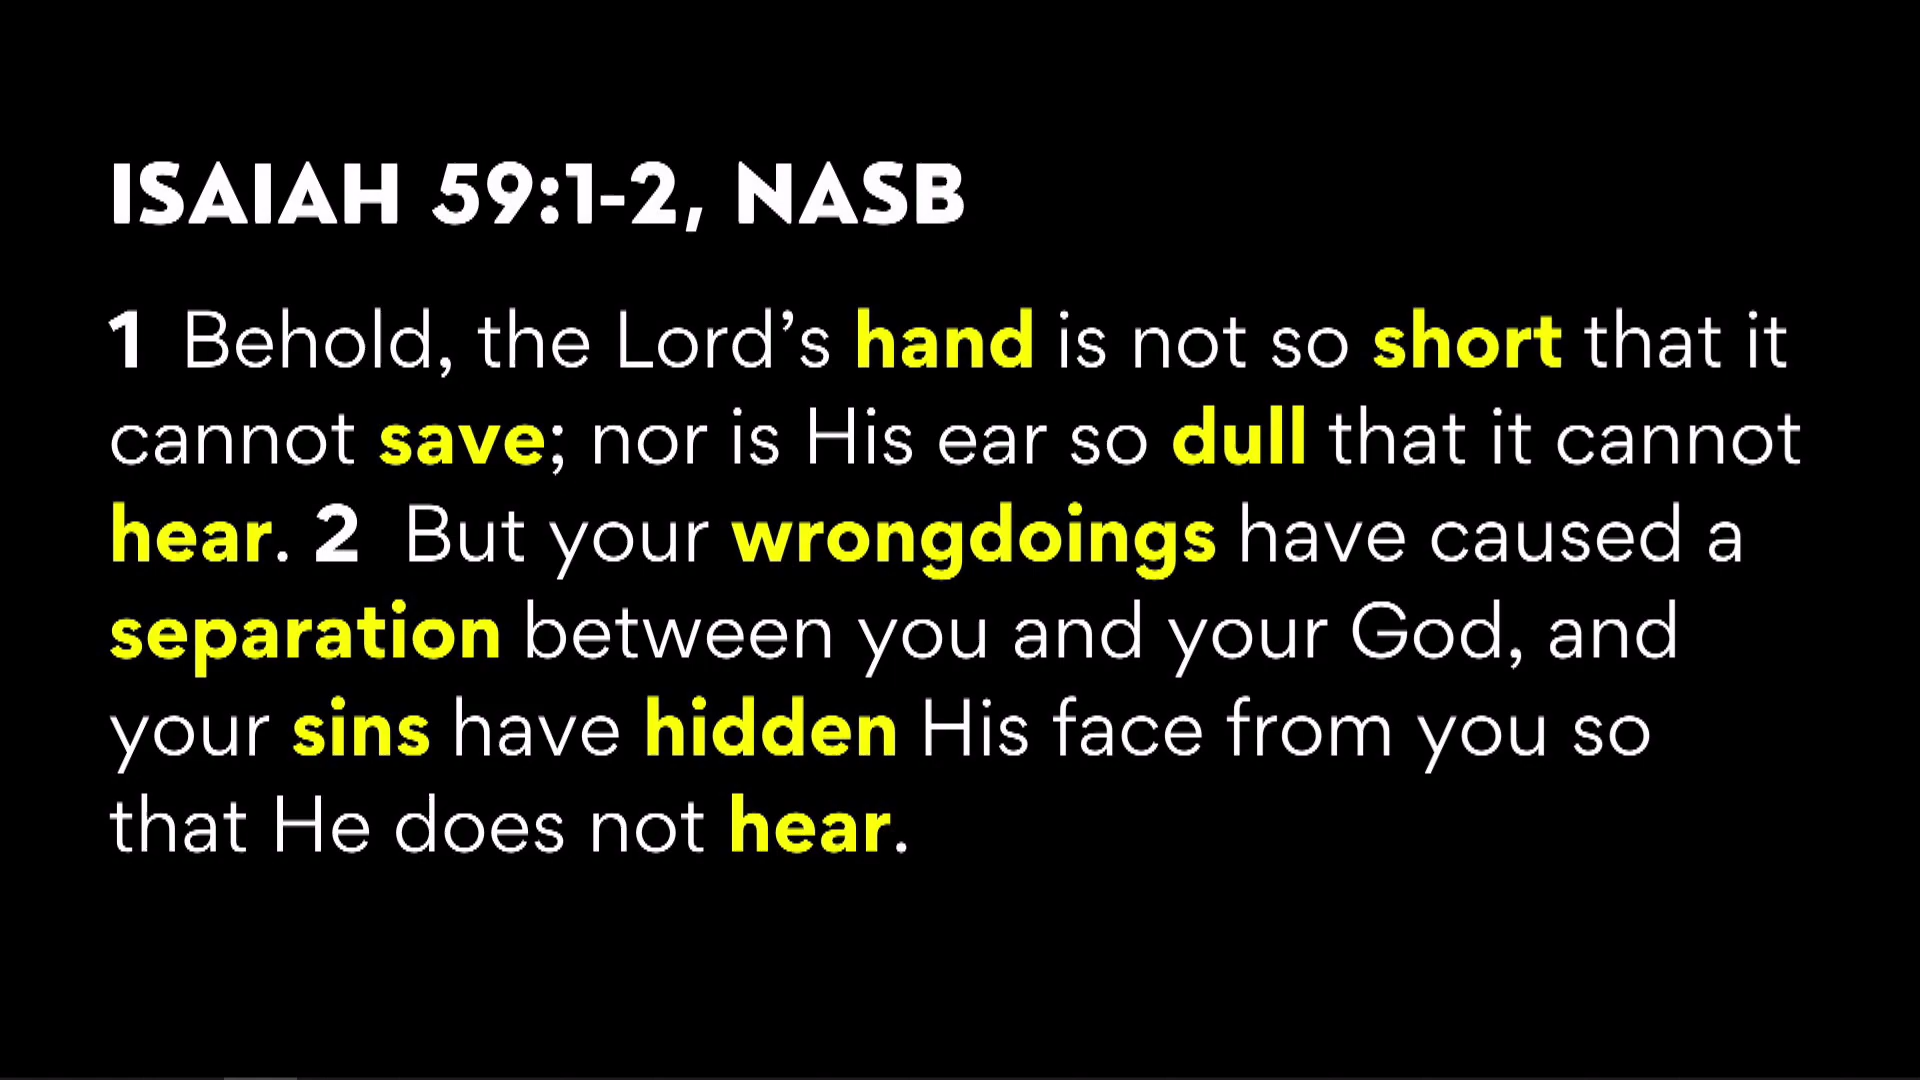 ISAIAH 59:1-2, NASB
1 Behold, the Lord’s hand is not so short that it
cannot save; nor is His ear so dull that it cannot
hear. 2 But your wrongdoings have caused a
separation between you and your God, and
your sins have hidden His face from you so
that He does not hear.